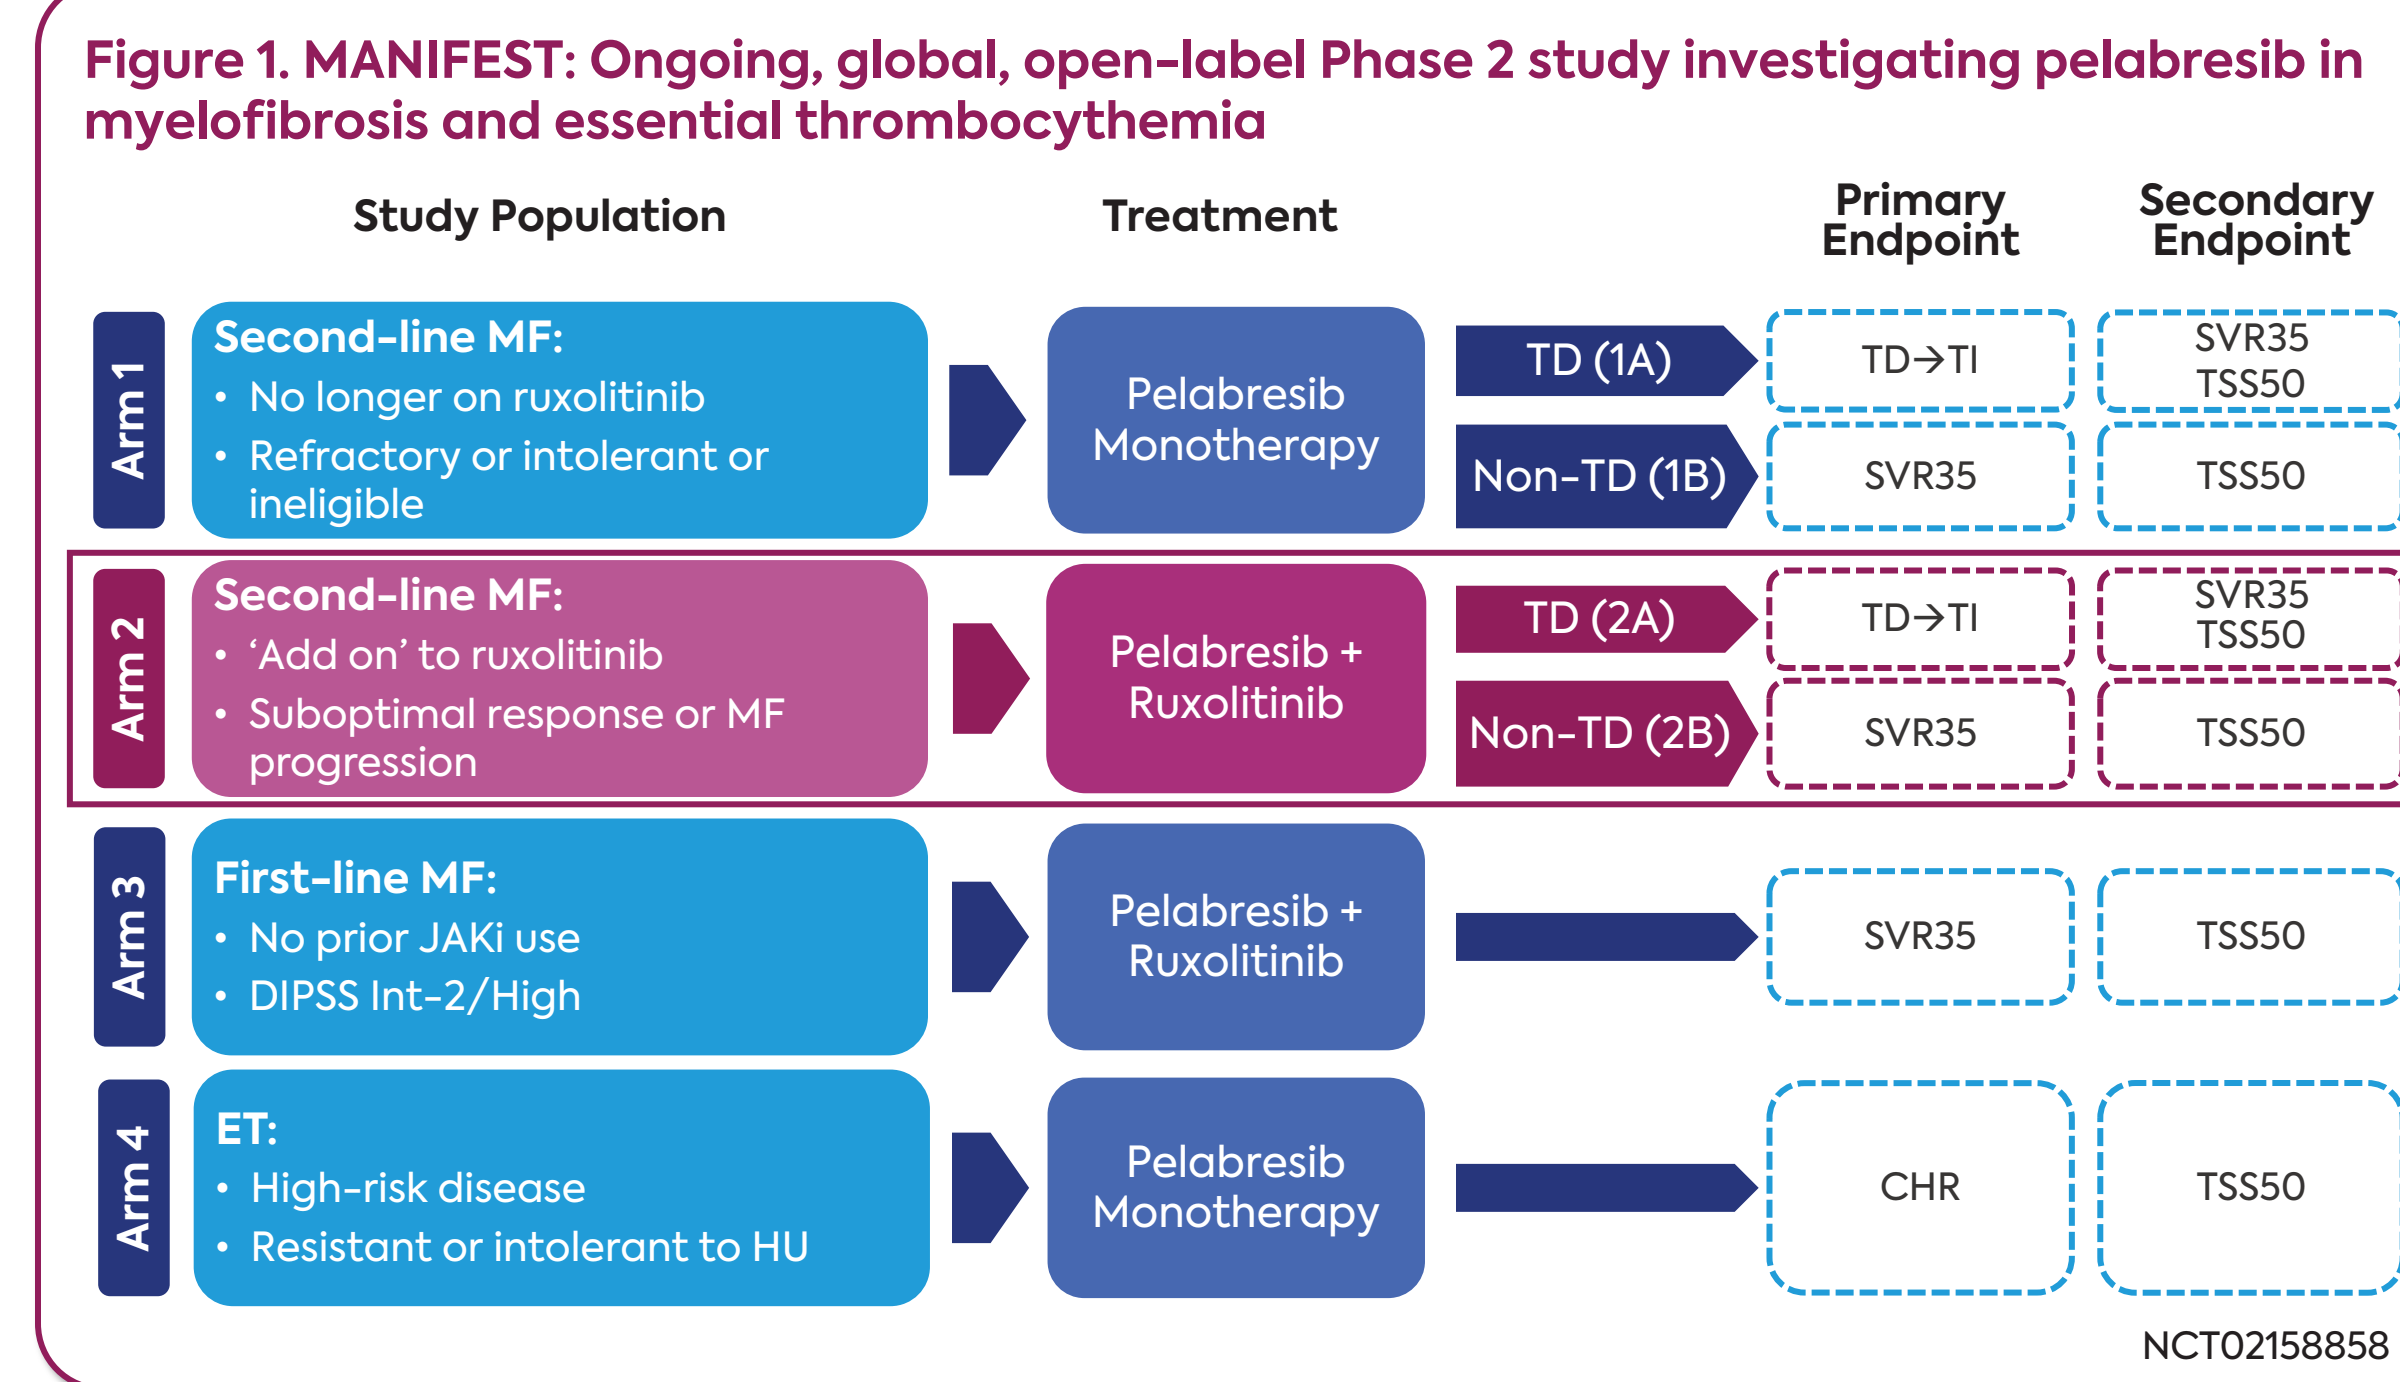 Figure 1. MANIFEST: Ongoing, global, open-label Phase 2 study investigating pelabresib in
myelofibrosis and essential thrombocythemia
Study Population
Treatment
Primary
Endpoint
Secondary
Endpoint
Arm 1
Second-line MF:
• No longer on ruxolitinib
• Refractory or intolerant or
ineligible
Pelabresib
Monotherapy
TD (1A)
TD→TI
SVR35
TSS50
Non-TD (1B)
SVR35
TSS50
Arm 2
Second-line MF:
• ‘Add on’ to ruxolitinib
• Suboptimal response or MF
progression
Pelabresib +
Ruxolitinib
TD (2A)
TD→TI
SVR35
TSS50
Non-TD (2B)
SVR35
TSS50
Arm 3
First-line MF:
• No prior JAKi use
• DIPSS Int-2/High
Pelabresib +
Ruxolitinib
SVR35
TSS50
Arm 4
ET:
• High-risk disease
• Resistant or intolerant to HU
Pelabresib
Monotherapy
CHR
TSS50
NCT02158858